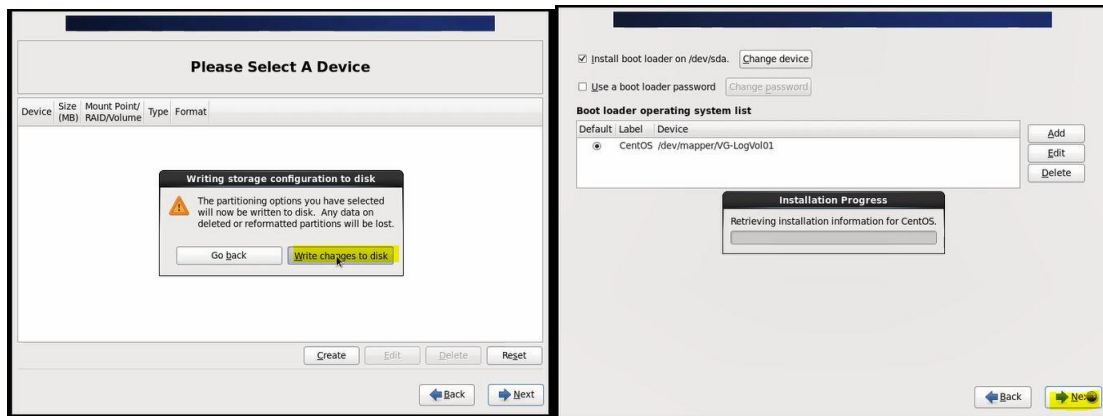 Please Select A Device
Device Size (MB) Mount Point/ RAID/Volume Type Format
Writing storage configuration to disk
The partitioning options you have selected
will now be written to disk. Any data on
deleted or reformatted partitions will be lost.
Go back Write changes to disk
Create Edit Delete Reset
Back Next
Install boot loader on /dev/sda. Change device
Use a boot loader password Change password
Boot loader operating system list
Default Label Device
CentOS /dev/mapper/VG-LogVol01
Add
Edit
Delete
Installation Progress
Retrieving installation information for CentOS.
Back Next